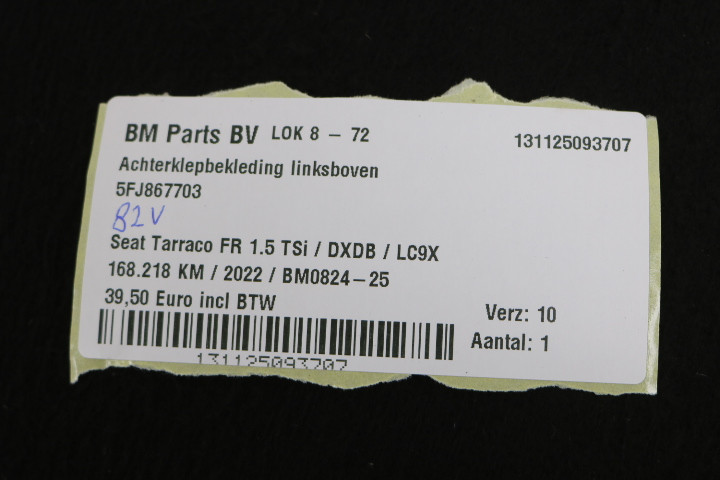 BM Parts BV LOK 8 - 72 131125093707
Achterklepbekleding linksboven
5FJ867703
B2V
Seat Tarraco FR 1.5 TSi / DXDB / LC9X
168.218 KM / 2022 / BM0824-25
39,50 Euro incl BTW
Verz: 10
Aantal: 1
131125093707